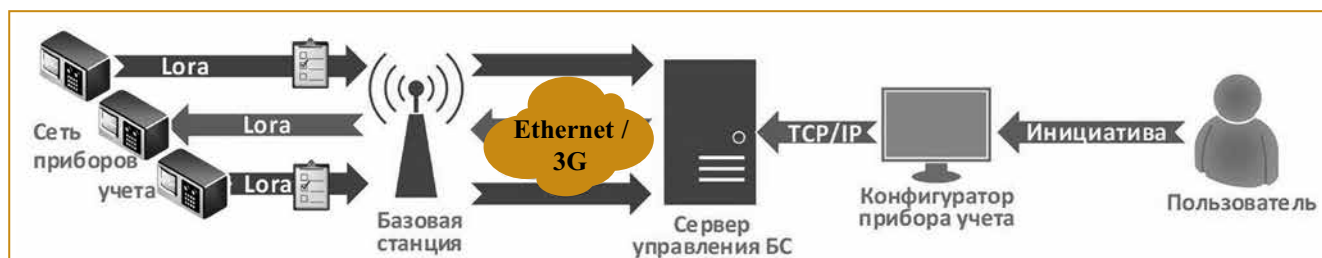 Lora
Lora
Lora
Сеть
приборов
учета
Базовая
станция
Ethernet /
3G
Сервер
управления БС
TCP/IP
Конфигуратор
прибора учета
Инициатива
Пользователь